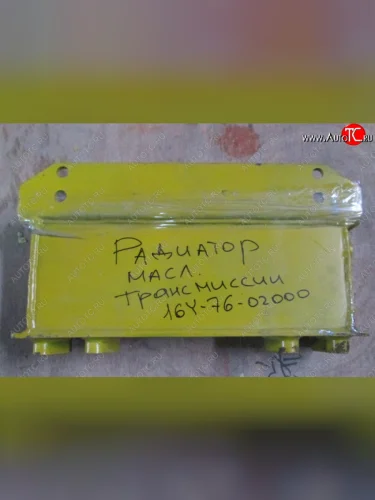 www.AutoTC.ru
Радиатор
масл.
трансмиссии
16Y-76-02000